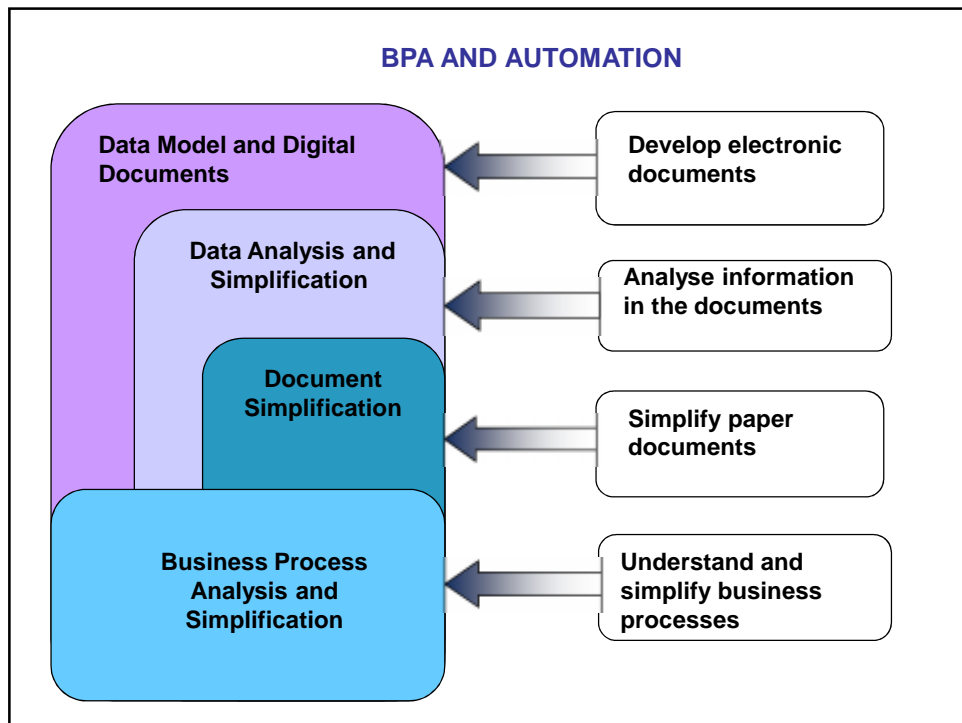 BPA AND AUTOMATION
Data Model and Digital
Documents
Develop electronic
documents
Data Analysis and
Simplification
Analyse information
in the documents
Document
Simplification
Simplify paper
documents
Business Process
Analysis and
Simplification
Understand and
simplify business
processes